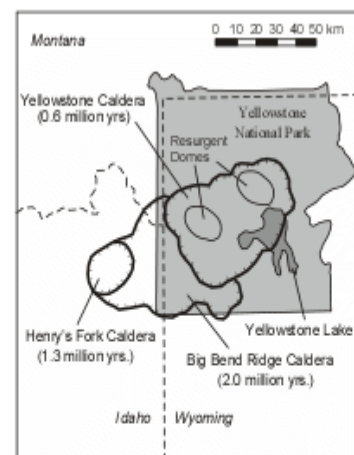 Montana
0 10 20 30 40 50 km
Yellowstone Caldera
(0.6 million yrs)
Yellowstone
National Park
Resurgent
Domes
Yellowstone Lake
Henry's Fork Caldera
(1.3 million yrs.)
Big Bend Ridge Caldera
(2.0 million yrs.)
Idaho
Wyoming